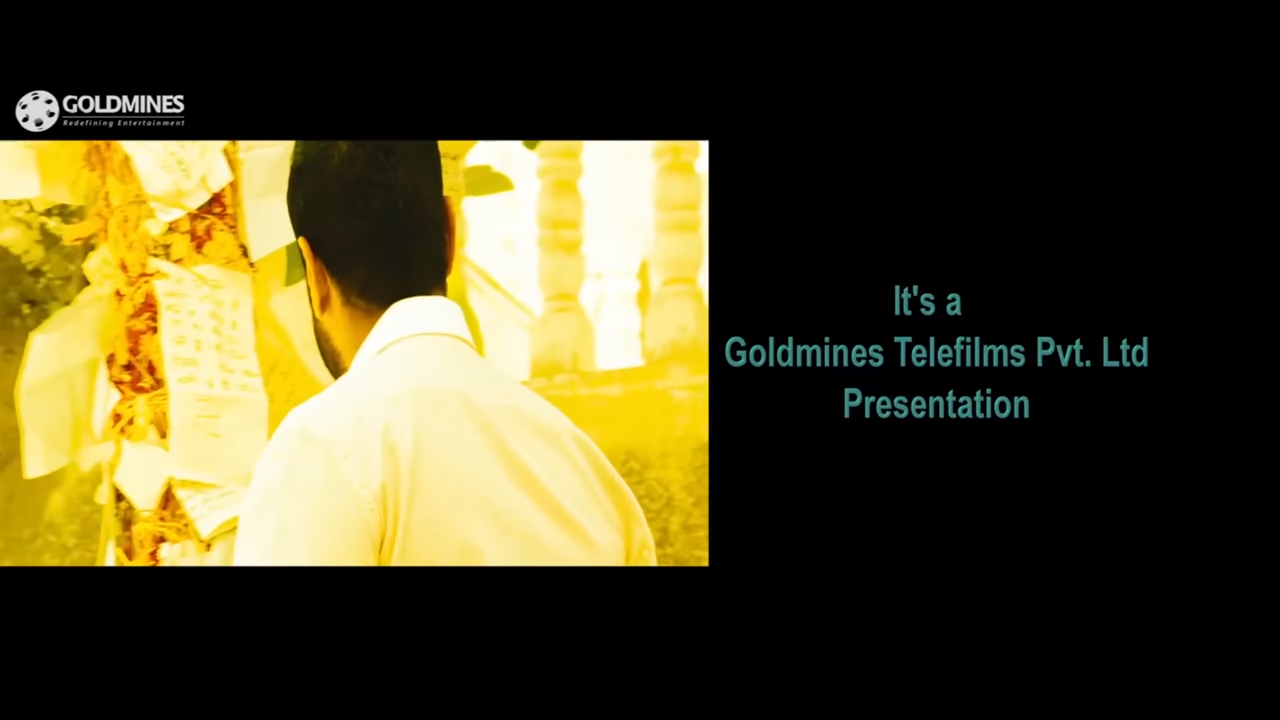 GOLDMINES
Redefining Entertainment
It's a
Goldmines Telefilms Pvt. Ltd
Presentation